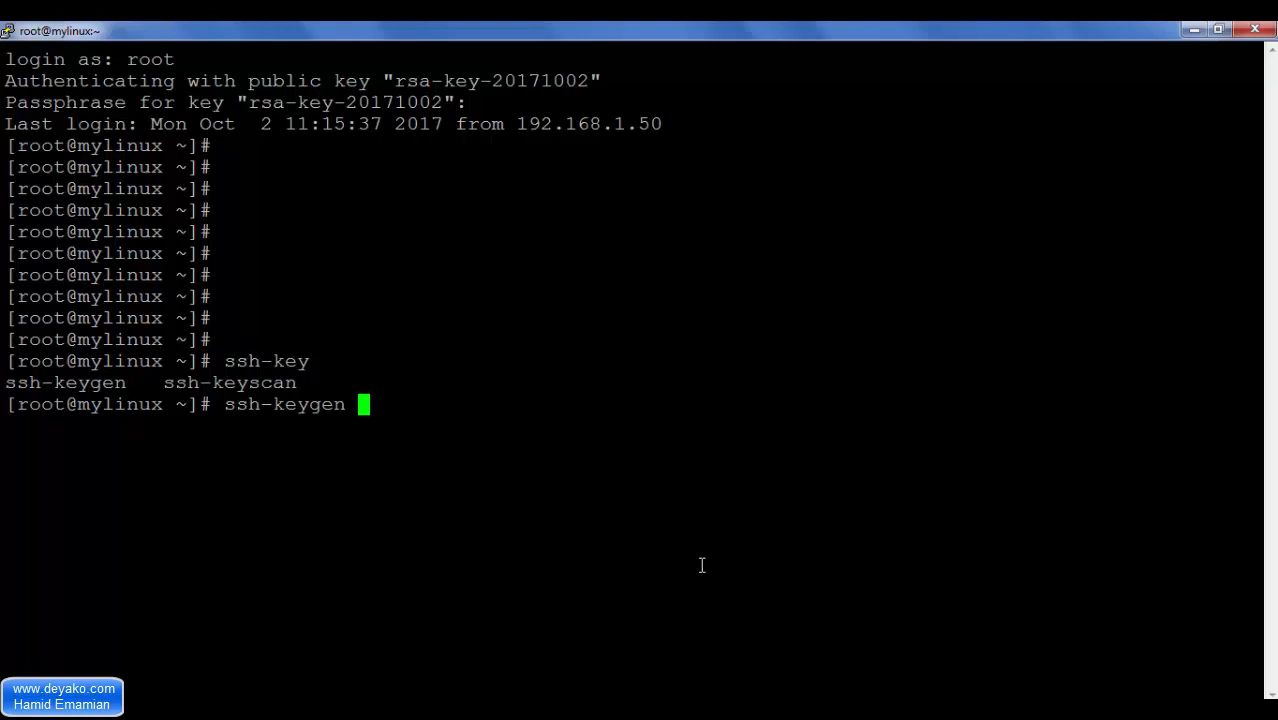 root@mylinux:~
login as: root
Authenticating with public key "rsa-key-20171002"
Passphrase for key "rsa-key-20171002":
Last login: Mon Oct  2 11:15:37 2017 from 192.168.1.50
[root@mylinux ~]#
[root@mylinux ~]#
[root@mylinux ~]#
[root@mylinux ~]#
[root@mylinux ~]#
[root@mylinux ~]#
[root@mylinux ~]#
[root@mylinux ~]#
[root@mylinux ~]#
[root@mylinux ~]#
[root@mylinux ~]# ssh-key
ssh-keygen   ssh-keyscan
[root@mylinux ~]# ssh-keygen
www.deyako.com
Hamid Emamian